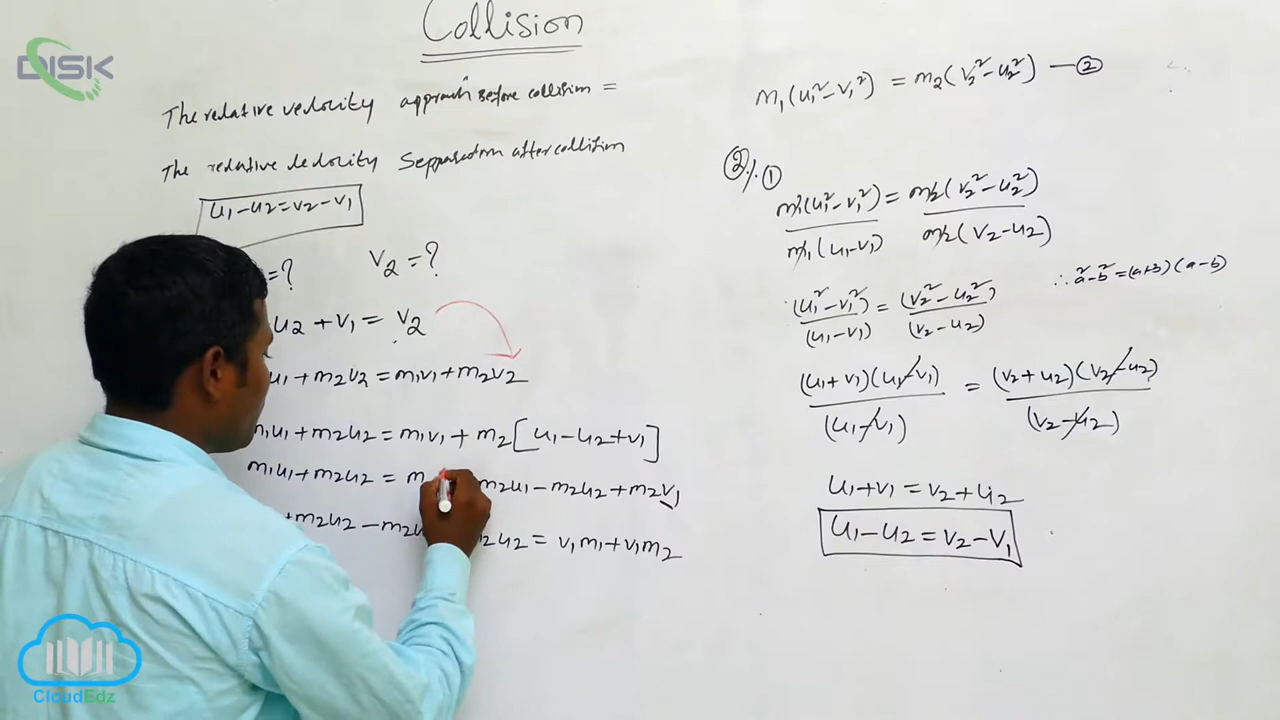 Collision
DISK
The relative velocity approach Before collision =
The relative velocity Sepparation after collision
u₁-u₂=v₂-v₁
=? v₂=?
u₂+v₁=v₂
u₁+m₂v₂=m₁v₁+m₂v₂
m₁u₁+m₂u₂=m₁v₁+m₂[u₁-u₂+v₁]
m₁u₁+m₂u₂=m m₂u₁-m₂u₂+m₂v₁
+m₂u₂-m₂ ₂u₂=v₁m₁+v₁m₂
m₁(u₁²-v₁²)=m₂(v₂²-u₂²)—②
②/.①
m₁(u₁²-v₁²)/m₁(u₁-v₁)=m₂(v₂²-u₂²)/m₂(v₂-u₂)
(u₁²-v₁²)/(u₁-v₁)=(v₂²-u₂²)/(v₂-u₂)
∴a²-b²=(a+b)(a-b)
(u₁+v₁)(u₁-v₁)/(u₁-v₁)=(v₂+u₂)(v₂-u₂)/(v₂-u₂)
u₁+v₁=v₂+u₂
u₁-u₂=v₂-v₁
CloudEdz